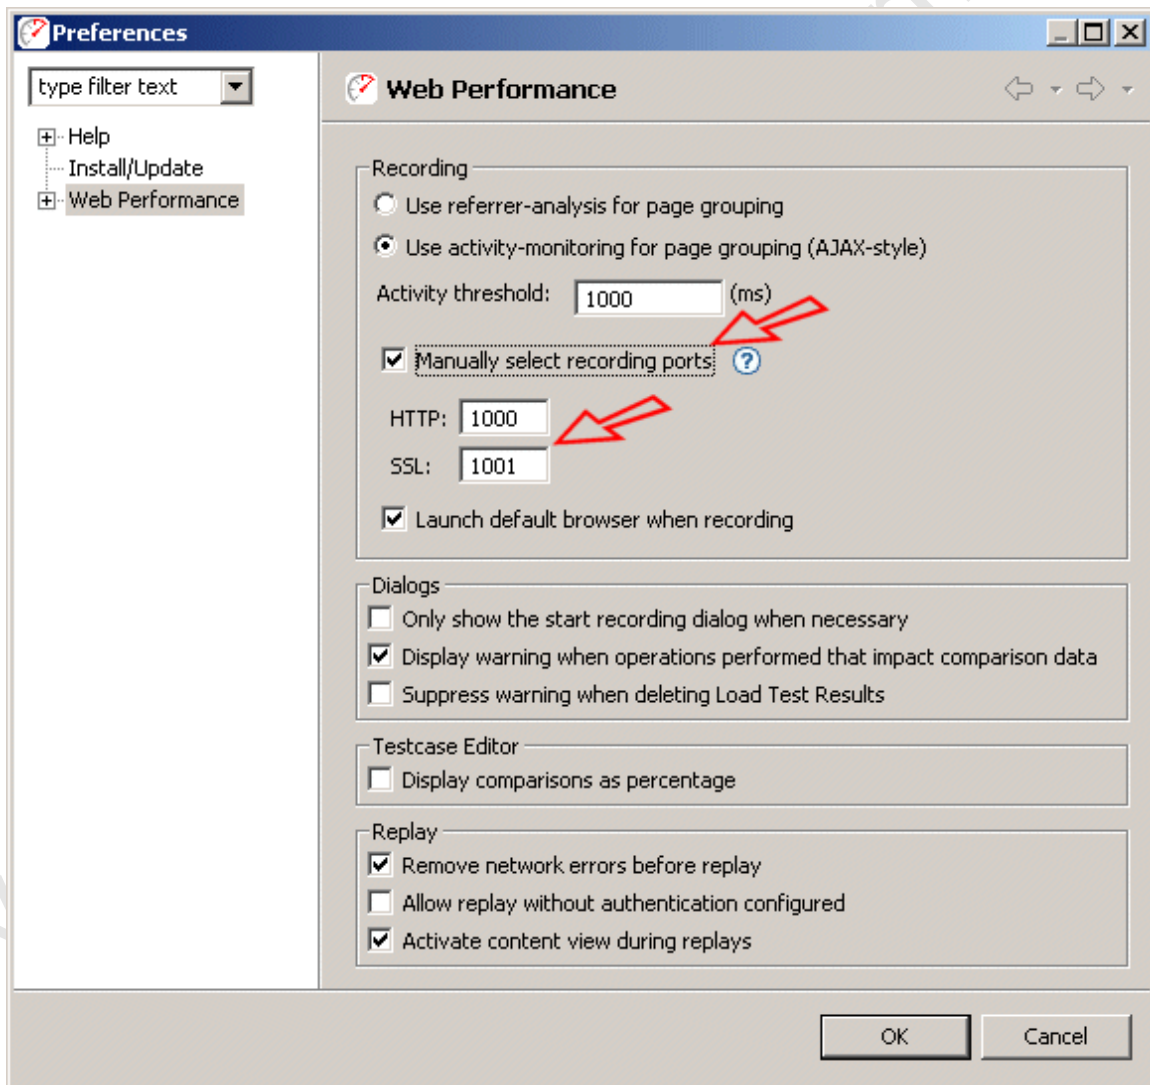 Preferences
type filter text
Help
Install/Update
Web Performance
Web Performance
Recording
Use referrer-analysis for page grouping
Use activity-monitoring for page grouping (AJAX-style)
Activity threshold: 1000 (ms)
Manually select recording ports ?
HTTP: 1000
SSL: 1001
Launch default browser when recording
Dialogs
Only show the start recording dialog when necessary
Display warning when operations performed that impact comparison data
Suppress warning when deleting Load Test Results
Testcase Editor
Display comparisons as percentage
Replay
Remove network errors before replay
Allow replay without authentication configured
Activate content view during replays
OK Cancel